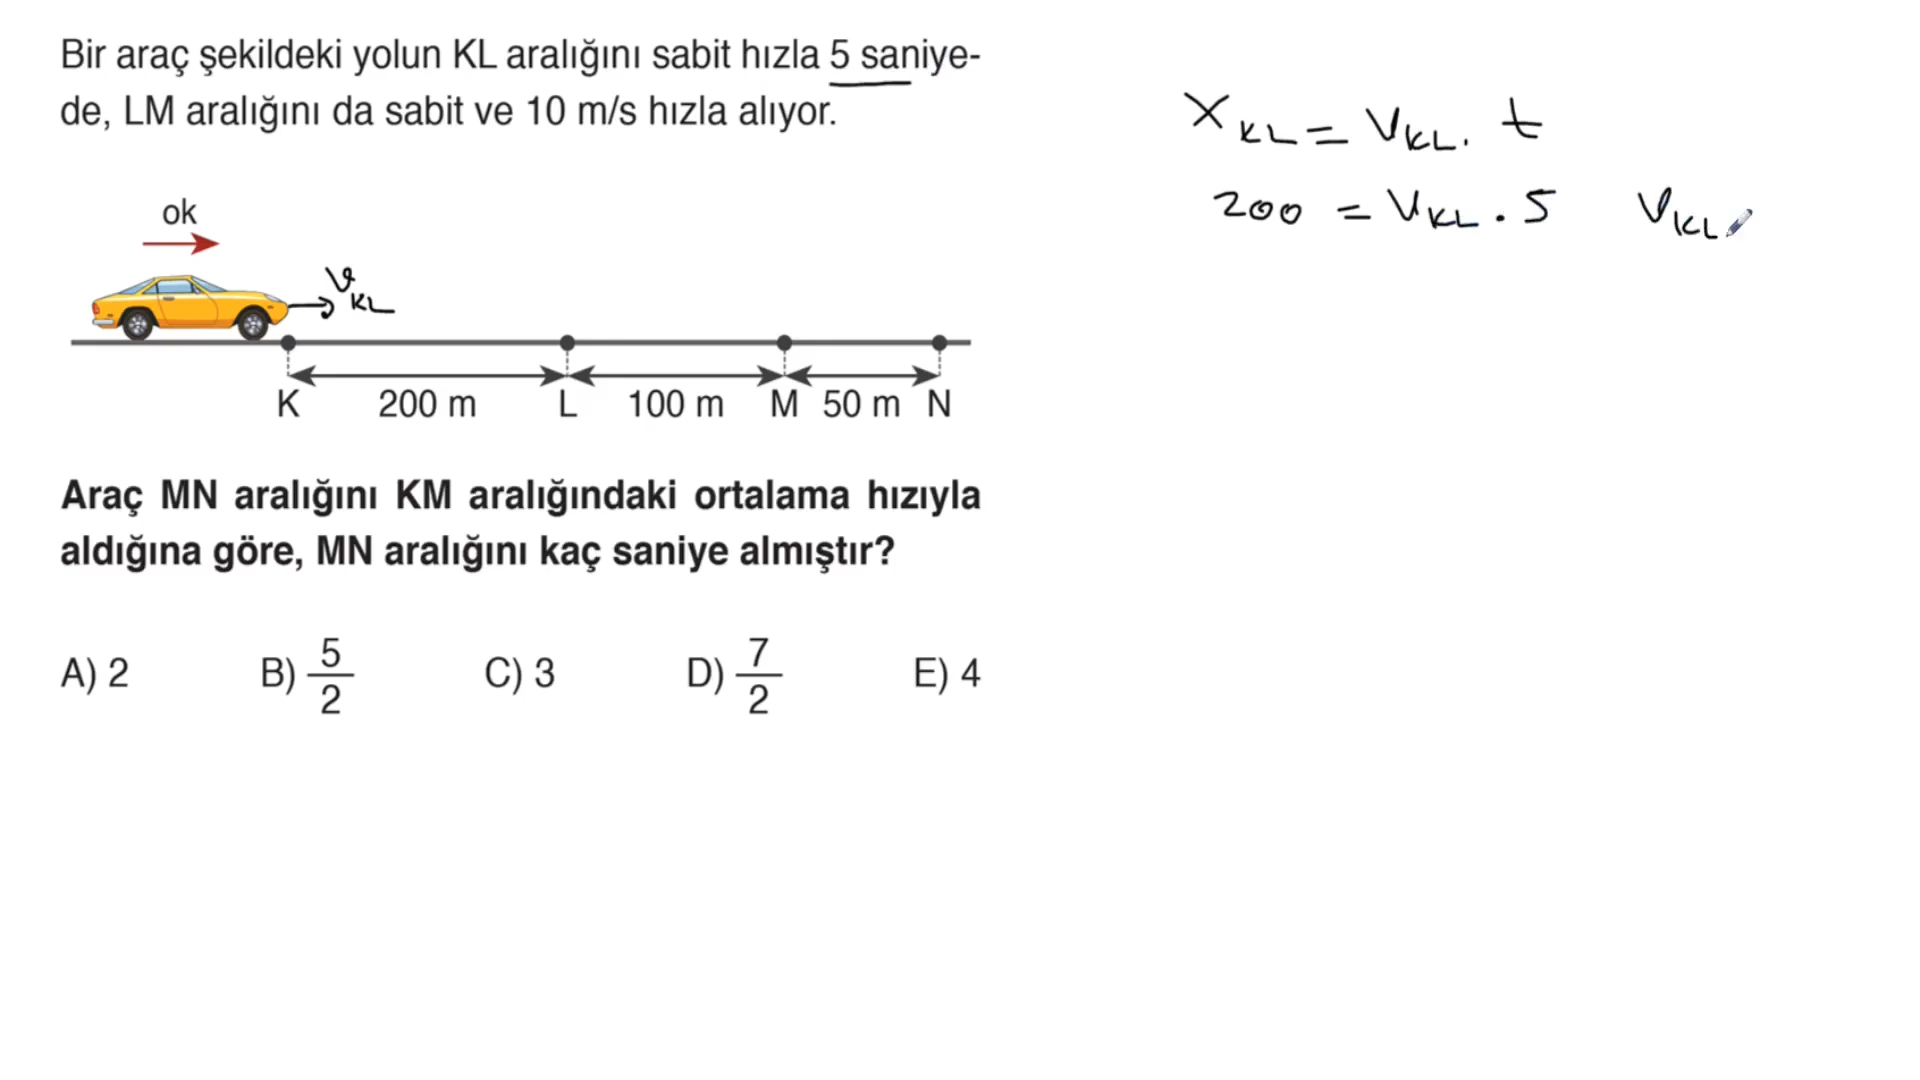 Bir araç şekildeki yolun KL aralığını sabit hızla 5 saniye-
de, LM aralığını da sabit ve 10 m/s hızla alıyor.
ok
V KL
K 200 m L 100 m M 50 m N
Araç MN aralığını KM aralığındaki ortalama hızıyla
aldığına göre, MN aralığını kaç saniye almıştır?
A) 2 B) 5/2 C) 3 D) 7/2 E) 4
X KL = V KL . t
200 = V KL . 5 V KL